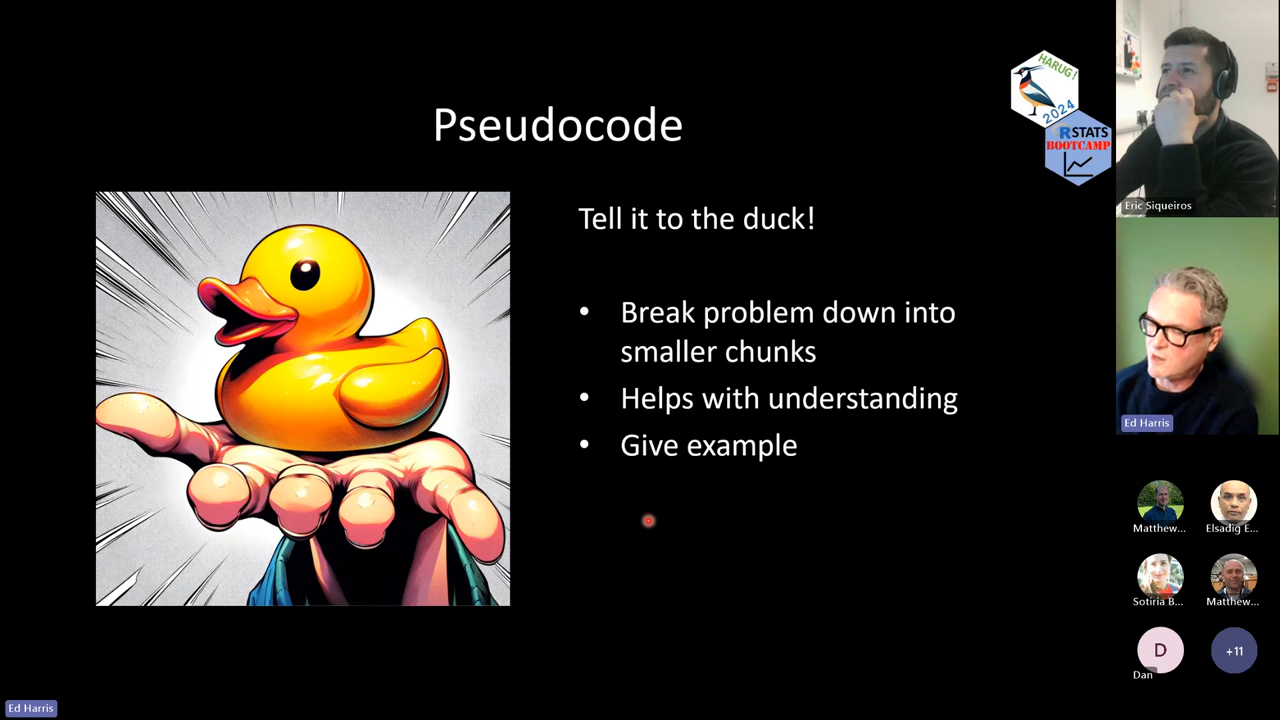 Pseudocode
Tell it to the duck!
• Break problem down into
smaller chunks
• Helps with understanding
• Give example
HARUG!
2024
RSTATS
BOOTCAMP
Eric Siqueiros
Ed Harris
Matthew...
Elsadig E...
Sotiria B...
Matthew...
D
Dan
+11
Ed Harris